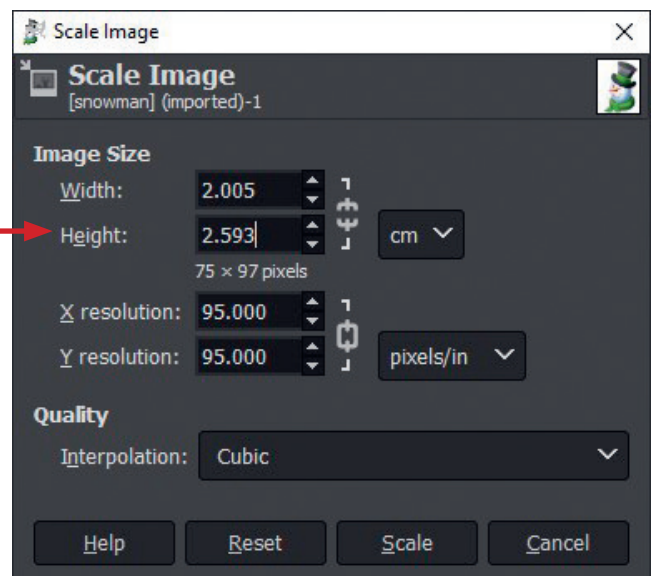 Scale Image
Scale Image
[snowman] (imported)-1
Image Size
Width: 2.005
Height: 2.593 cm
75 × 97 pixels
X resolution: 95.000
Y resolution: 95.000 pixels/in
Quality
Interpolation: Cubic
Help Reset Scale Cancel